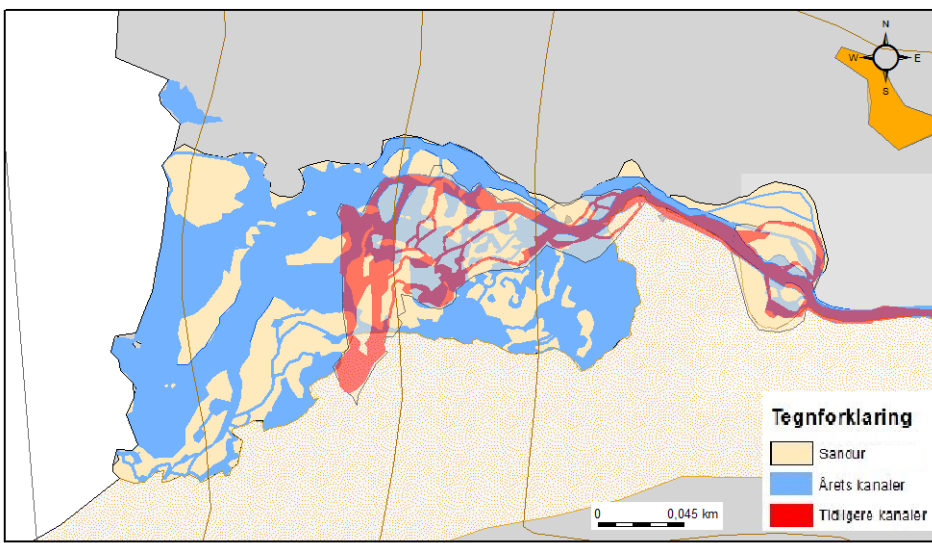 N
W E
S
Tegnforklaring
Sandur
Årets kanaler
Tidligere kanaler
0 0,045 km